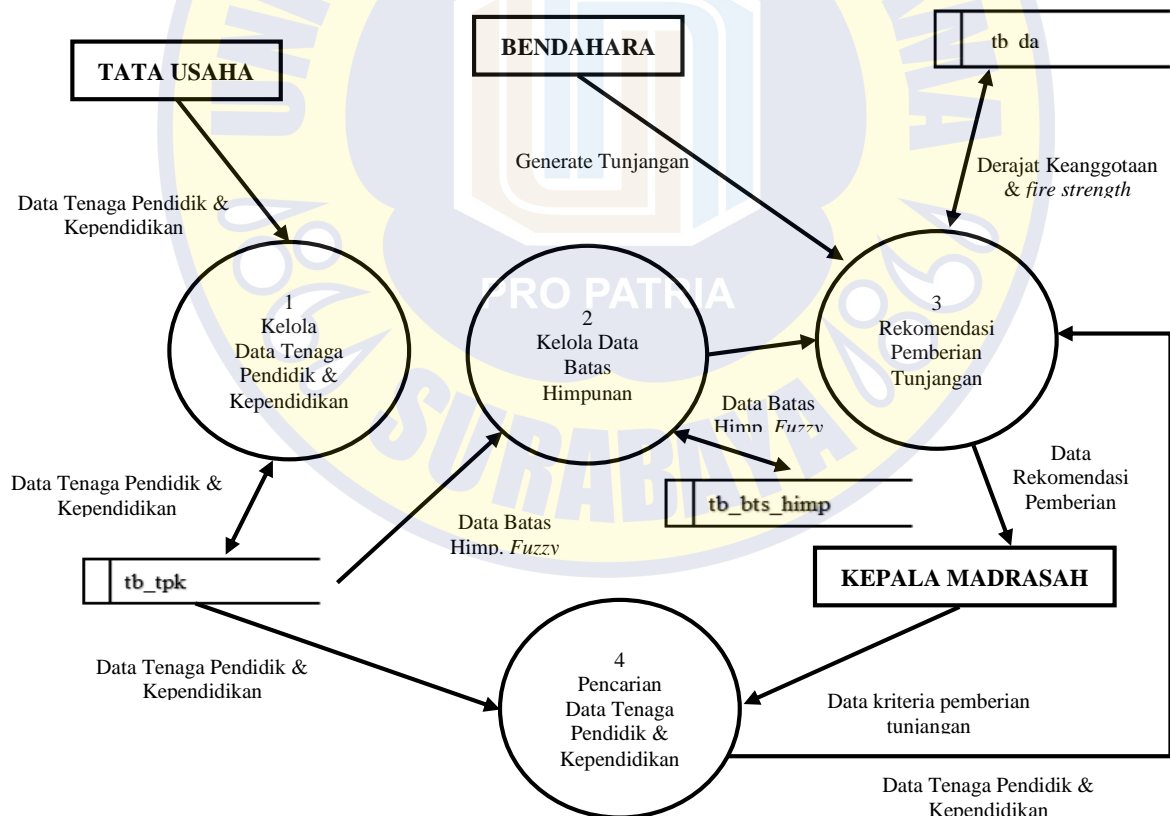 TATA USAHA
BENDAHARA
tb da
Generate Tunjangan
Derajat Keanggotaan
& fire strength
Data Tenaga Pendidik &
Kependidikan
PRO PATRIA
SURABAYA
1
Kelola
Data Tenaga
Pendidik &
Kependidikan
2
Kelola Data
Batas
Himpunan
3
Rekomendasi
Pemberian
Tunjangan
Data Batas
Himp. Fuzzy
Data
Rekomendasi
Pemberian
Data Tenaga Pendidik &
Kependidikan
tb_bts_himp
Data Batas
Himp. Fuzzy
tb_tpk
KEPALA MADRASAH
Data Tenaga Pendidik &
Kependidikan
4
Pencarian
Data Tenaga
Pendidik &
Kependidikan
Data kriteria pemberian
tunjangan
Data Tenaga Pendidik &
Kependidikan